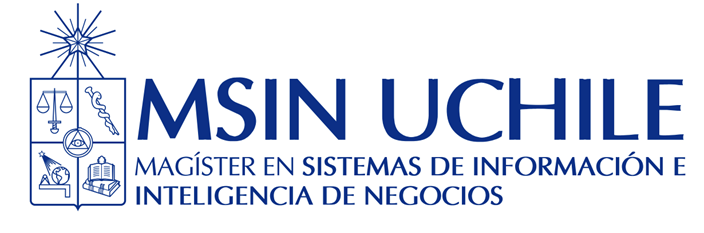 MSIN UCHILE
MAGÍSTER EN SISTEMAS DE INFORMACIÓN E
INTELIGENCIA DE NEGOCIOS